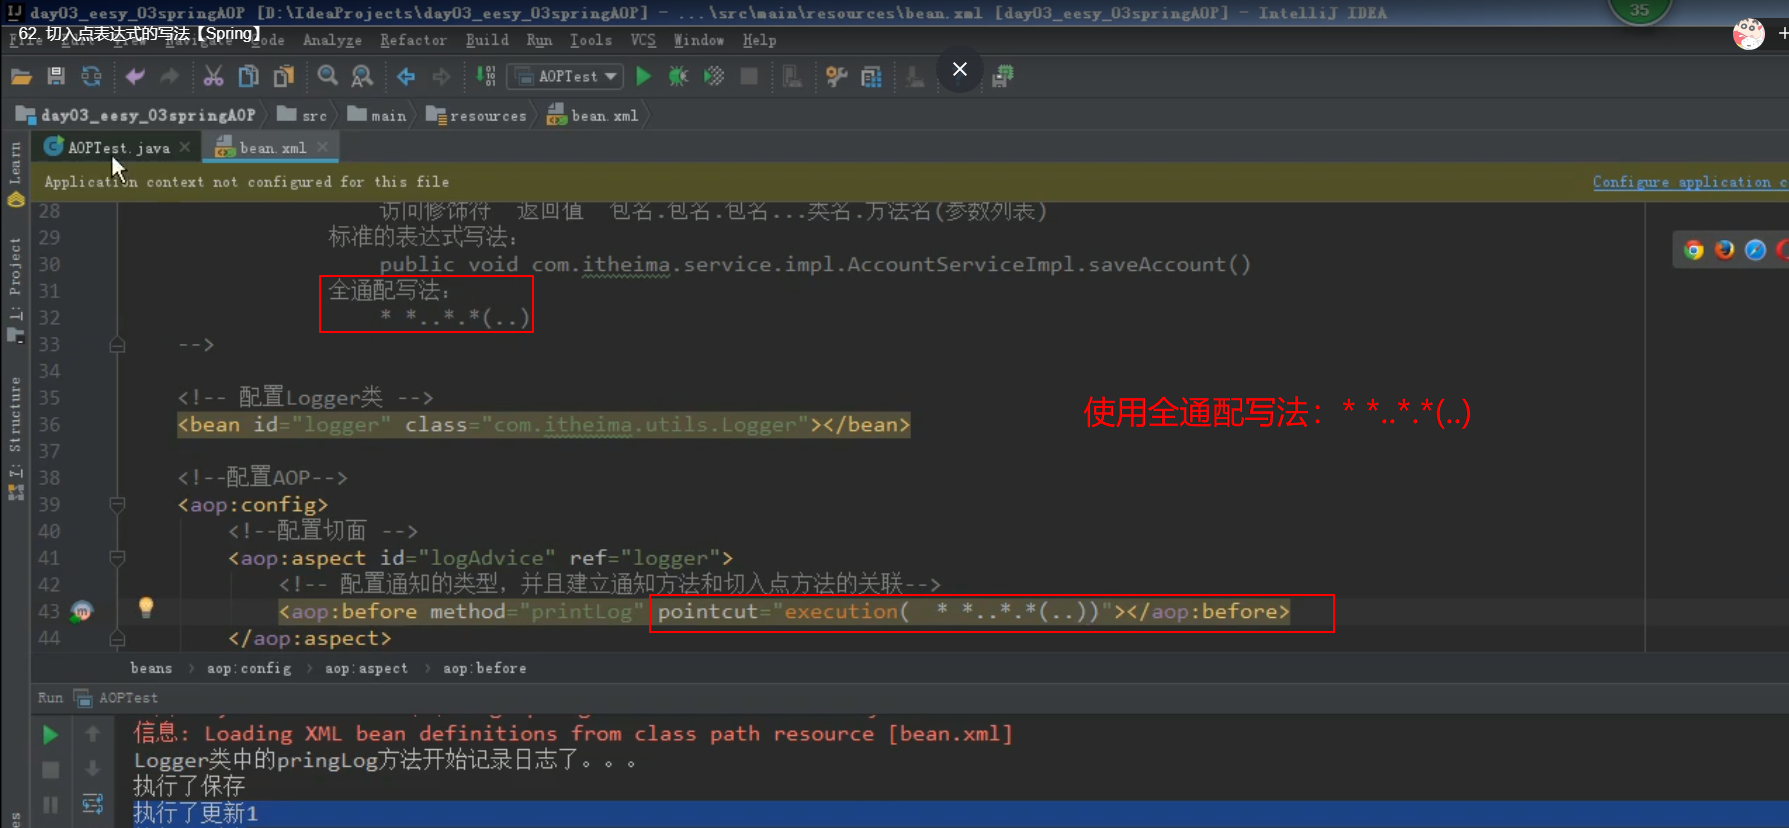 day03_eesy_03springAOP [D:\IdeaProjects\day03_eesy_03springAOP] - ...\src\main\resources\bean.xml [day03_eesy_03springAOP] - IntelliJ IDEA
35
62. 切入点表达式的写法【Spring】
Analyze Refactor Build Run Tools VCS Window Help
AOPTest
day03_eesy_03springAOP src main resources bean.xml
AOPTest.java bean.xml
Application context not configured for this file
Configure application c
28 访问修饰符 返回值 包名.包名.包名...类名.方法名(参数列表)
29 标准的表达式写法:
30 public void com.itheima.service.impl.AccountServiceImpl.saveAccount()
31 全通配写法:
32 * *..*.*(..)
33 -->
34
35 <!-- 配置Logger类 -->
36 <bean id="logger" class="com.itheima.utils.Logger"></bean>
使用全通配写法：* *..*.*(..)
37
38 <!--配置AOP-->
39 <aop:config>
40 <!--配置切面 -->
41 <aop:aspect id="logAdvice" ref="logger">
42 <!-- 配置通知的类型，并且建立通知方法和切入点方法的关联-->
43 <aop:before method="printLog" pointcut="execution( * *..*.*(..))"></aop:before>
44 </aop:aspect>
Learn
1: Project
7: Structure
beans aop:config aop:aspect aop:before
Run AOPTest
信息: Loading XML bean definitions from class path resource [bean.xml]
Logger类中的pringLog方法开始记录日志了。。。
执行了保存
执行了更新1